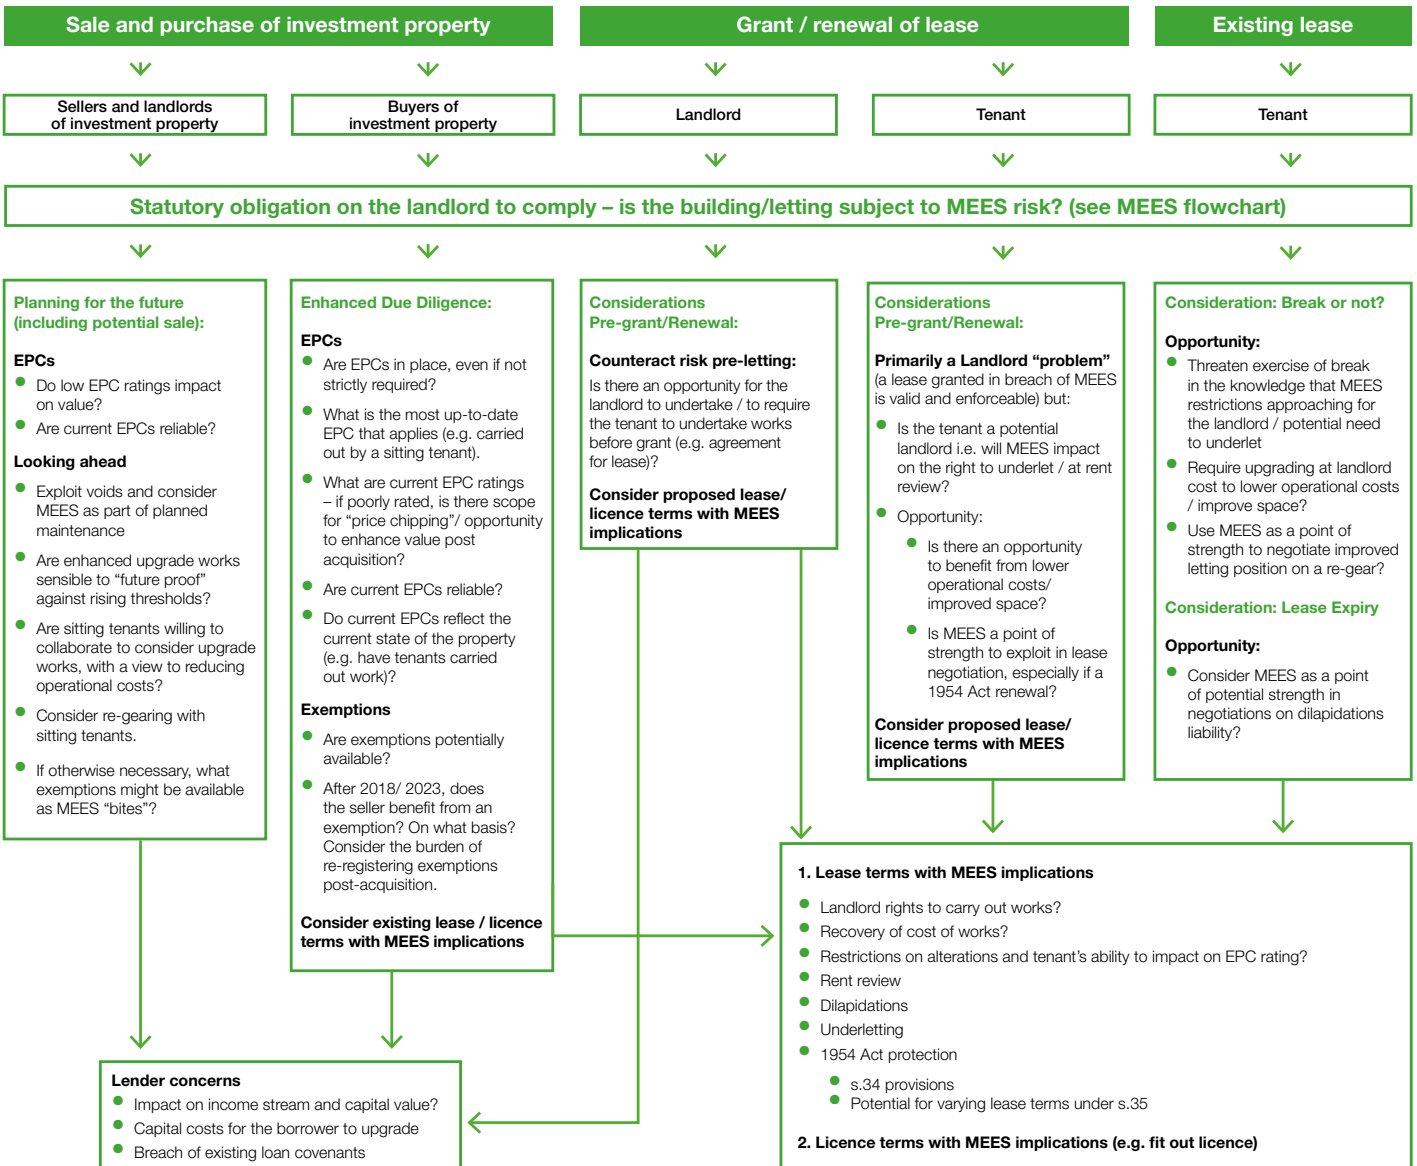 Sale and purchase of investment property
Grant / renewal of lease
Existing lease
Sellers and landlords
of investment property
Buyers of
investment property
Landlord
Tenant
Tenant
Statutory obligation on the landlord to comply – is the building/letting subject to MEES risk? (see MEES flowchart)
Planning for the future
(including potential sale):
EPCs
• Do low EPC ratings impact
on value?
• Are current EPCs reliable?
Looking ahead
• Exploit voids and consider
MEES as part of planned
maintenance
• Are enhanced upgrade works
sensible to “future proof”
against rising thresholds?
• Are sitting tenants willing to
collaborate to consider upgrade
works, with a view to reducing
operational costs?
• Consider re-gearing with
sitting tenants.
• If otherwise necessary, what
exemptions might be available
as MEES “bites”?
Enhanced Due Diligence:
EPCs
• Are EPCs in place, even if not
strictly required?
• What is the most up-to-date
EPC that applies (e.g. carried
out by a sitting tenant).
• What are current EPC ratings
– if poorly rated, is there scope
for “price chipping”/ opportunity
to enhance value post
acquisition?
• Are current EPCs reliable?
• Do current EPCs reflect the
current state of the property
(e.g. have tenants carried
out work)?
Exemptions
• Are exemptions potentially
available?
• After 2018/ 2023, does
the seller benefit from an
exemption? On what basis?
Consider the burden of
re-registering exemptions
post-acquisition.
Consider existing lease / licence
terms with MEES implications
Considerations
Pre-grant/Renewal:
Counteract risk pre-letting:
Is there an opportunity for the
landlord to undertake / to require
the tenant to undertake works
before grant (e.g. agreement
for lease)?
Consider proposed lease/
licence terms with MEES
implications
Considerations
Pre-grant/Renewal:
Primarily a Landlord “problem”
(a lease granted in breach of MEES
is valid and enforceable) but:
• Is the tenant a potential
landlord i.e. will MEES impact
on the right to underlet / at rent
review?
• Opportunity:
• Is there an opportunity
to benefit from lower
operational costs/
improved space?
• Is MEES a point of
strength to exploit in lease
negotiation, especially if a
1954 Act renewal?
Consider proposed lease/
licence terms with MEES
implications
Consideration: Break or not?
Opportunity:
• Threaten exercise of break
in the knowledge that MEES
restrictions approaching for
the landlord / potential need
to underlet
• Require upgrading at landlord
cost to lower operational costs
/ improve space?
• Use MEES as a point of
strength to negotiate improved
letting position on a re-gear?
Consideration: Lease Expiry
Opportunity:
• Consider MEES as a point
of potential strength in
negotiations on dilapidations
liability?
Lender concerns
• Impact on income stream and capital value?
• Capital costs for the borrower to upgrade
• Breach of existing loan covenants
1. Lease terms with MEES implications
• Landlord rights to carry out works?
• Recovery of cost of works?
• Restrictions on alterations and tenant’s ability to impact on EPC rating?
• Rent review
• Dilapidations
• Underletting
• 1954 Act protection
• s.34 provisions
• Potential for varying lease terms under s.35
2. Licence terms with MEES implications (e.g. fit out licence)